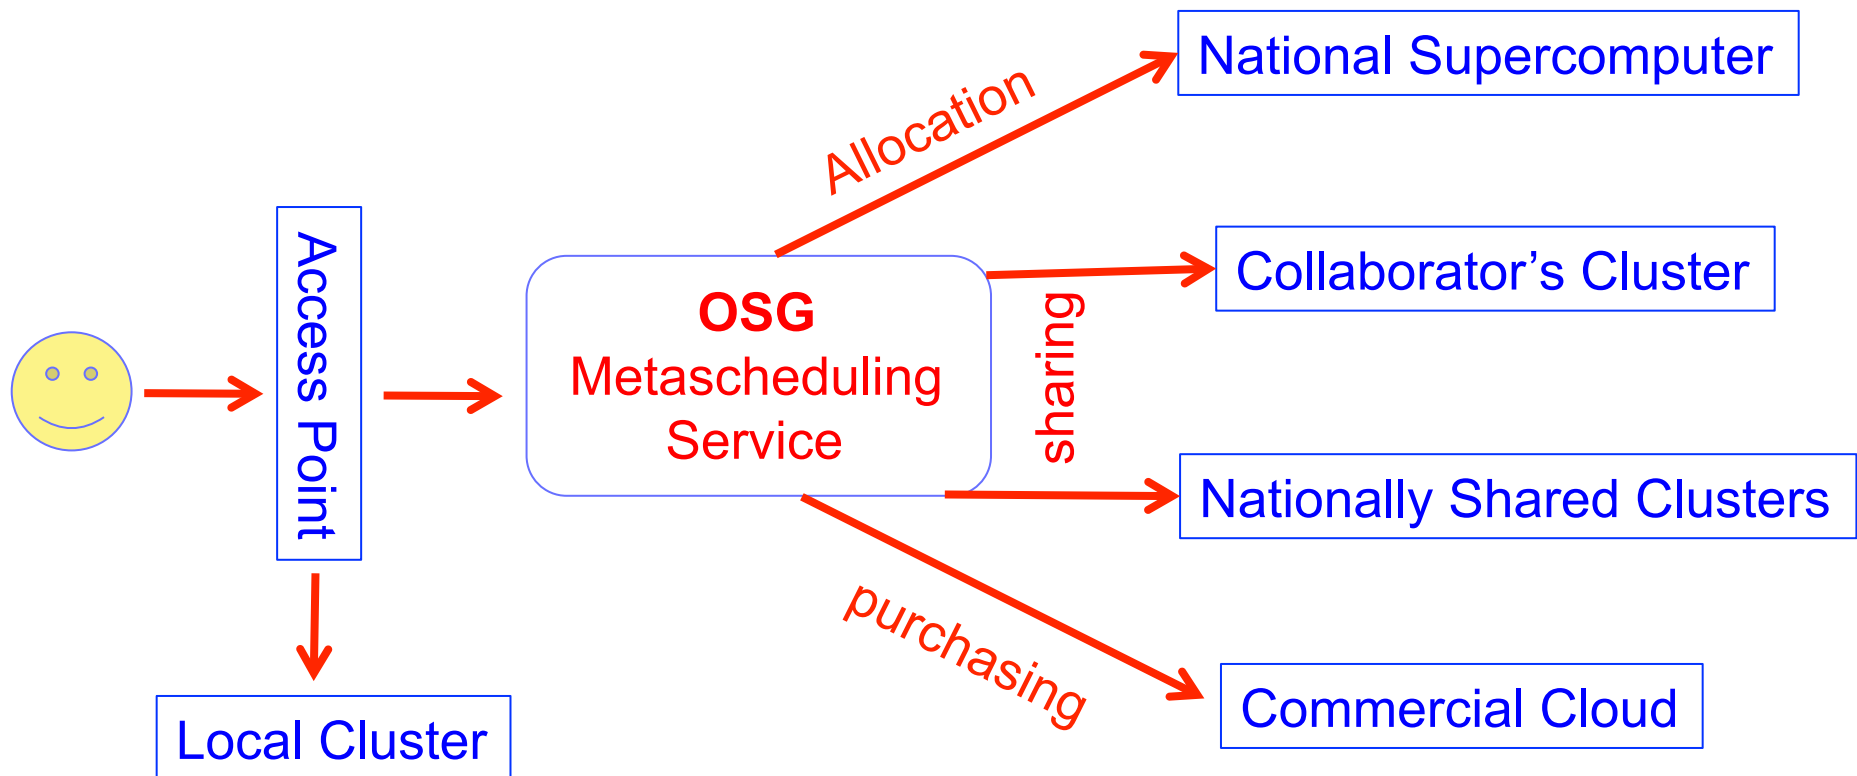 National Supercomputer
Allocation
Access Point
Collaborator’s Cluster
OSG
Metascheduling
Service
sharing
Nationally Shared Clusters
purchasing
Commercial Cloud
Local Cluster